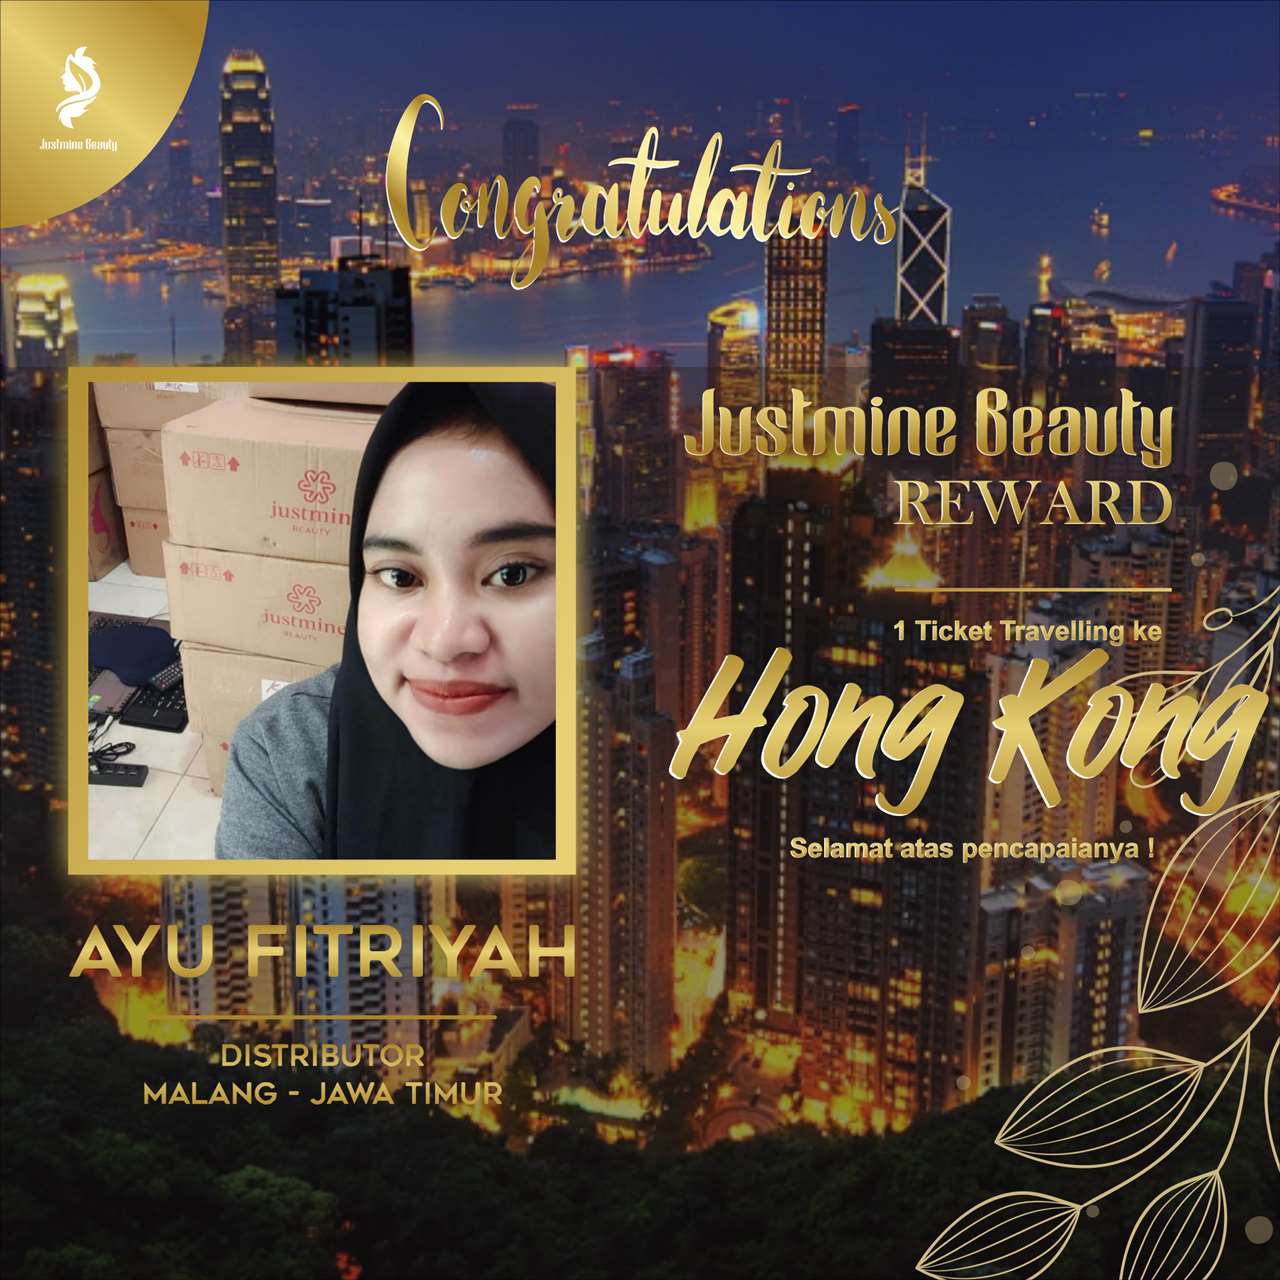 Justmine Beauty
Congratulations
justmin
BEAUTY
justmine
BEAUTY
Justmine Beauty
REWARD
1 Ticket Travelling ke
Hong Kong
Selamat atas pencapaianya !
AYU FITRIYAH
DISTRIBUTOR
MALANG - JAWA TIMUR